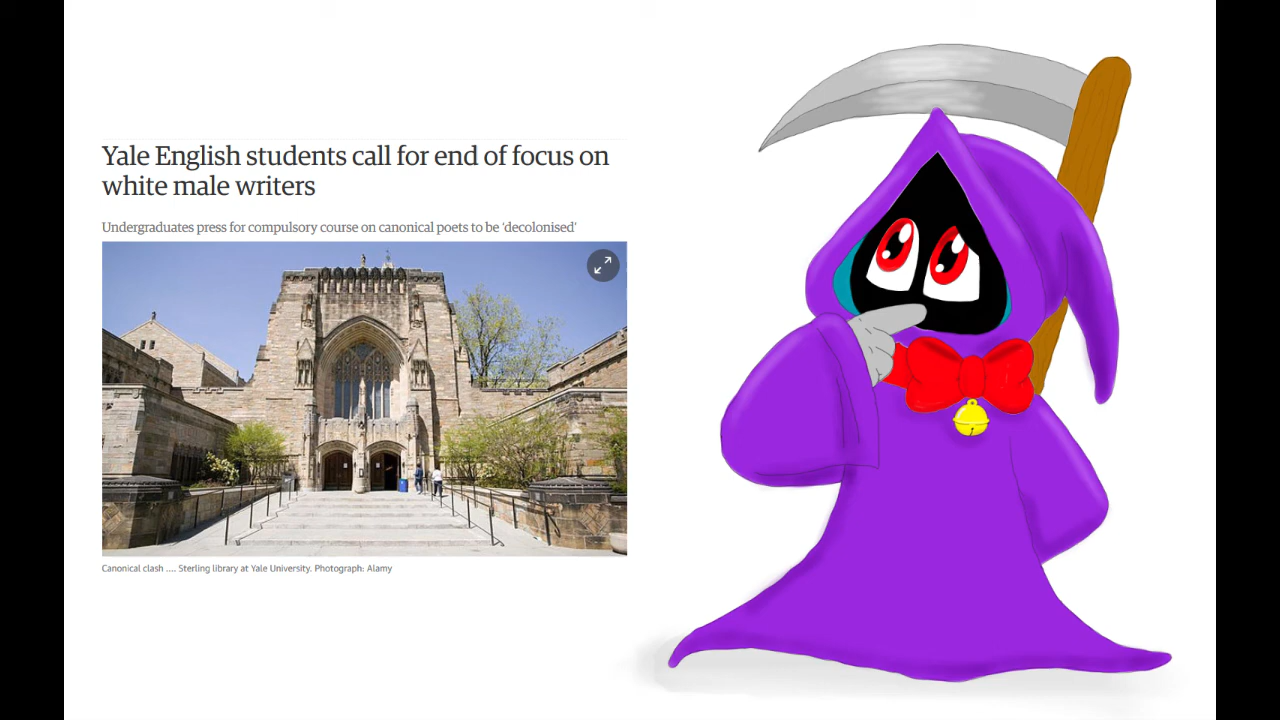 Yale English students call for end of focus on
white male writers
Undergraduates press for compulsory course on canonical poets to be ‘decolonised’
Canonical clash .... Sterling library at Yale University. Photograph: Alamy